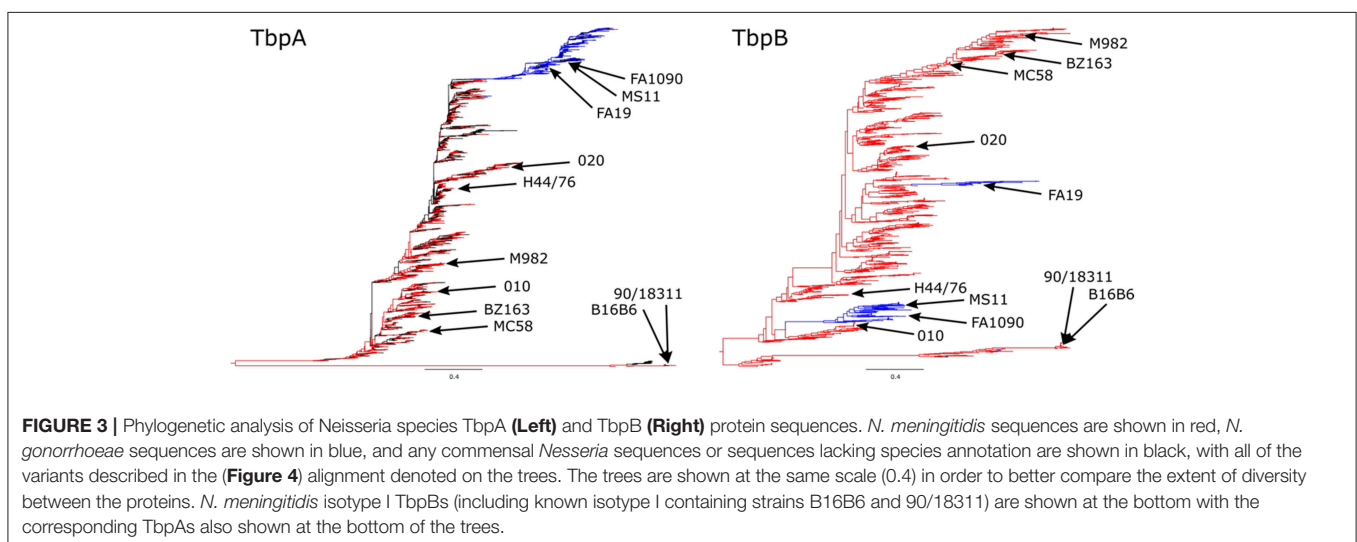 TbpA
FA1090
MS11
FA19
020
H44/76
M982
010
BZ163
MC58
90/18311
B16B6
0.4
TbpB
M982
BZ163
MC58
020
FA19
H44/76
MS11
FA1090
010
90/18311
B16B6
0.4
FIGURE 3 | Phylogenetic analysis of Neisseria species TbpA (Left) and TbpB (Right) protein sequences. N. meningitidis sequences are shown in red, N.
gonorrhoeae sequences are shown in blue, and any commensal Nesseria sequences or sequences lacking species annotation are shown in black, with all of the
variants described in the (Figure 4) alignment denoted on the trees. The trees are shown at the same scale (0.4) in order to better compare the extent of diversity
between the proteins. N. meningitidis isotype I TbpBs (including known isotype I containing strains B16B6 and 90/18311) are shown at the bottom with the
corresponding TbpAs also shown at the bottom of the trees.